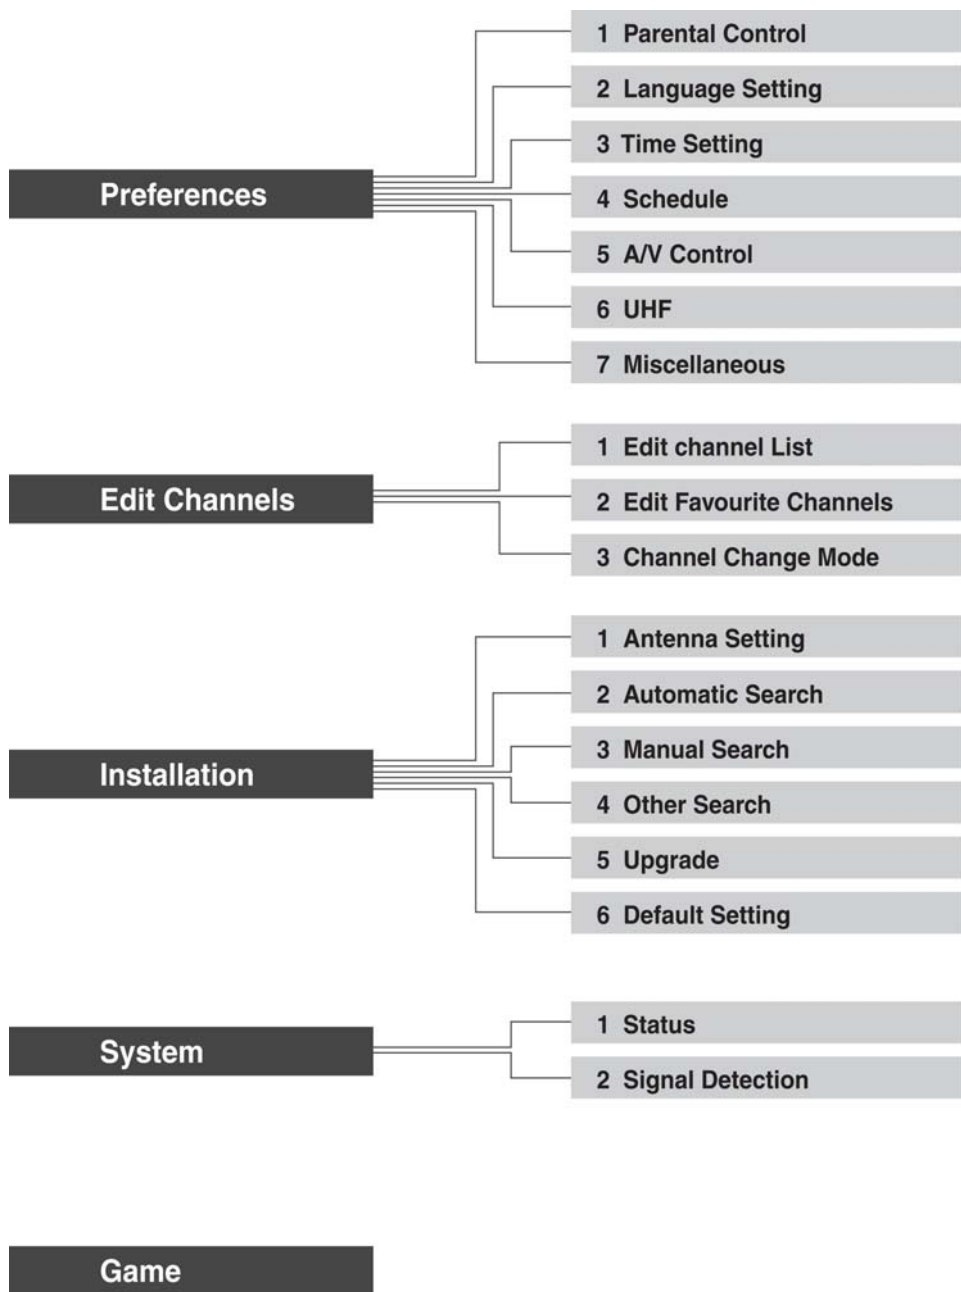 Preferences
1 Parental Control
2 Language Setting
3 Time Setting
4 Schedule
5 A/V Control
6 UHF
7 Miscellaneous
Edit Channels
1 Edit channel List
2 Edit Favourite Channels
3 Channel Change Mode
Installation
1 Antenna Setting
2 Automatic Search
3 Manual Search
4 Other Search
5 Upgrade
6 Default Setting
System
1 Status
2 Signal Detection
Game